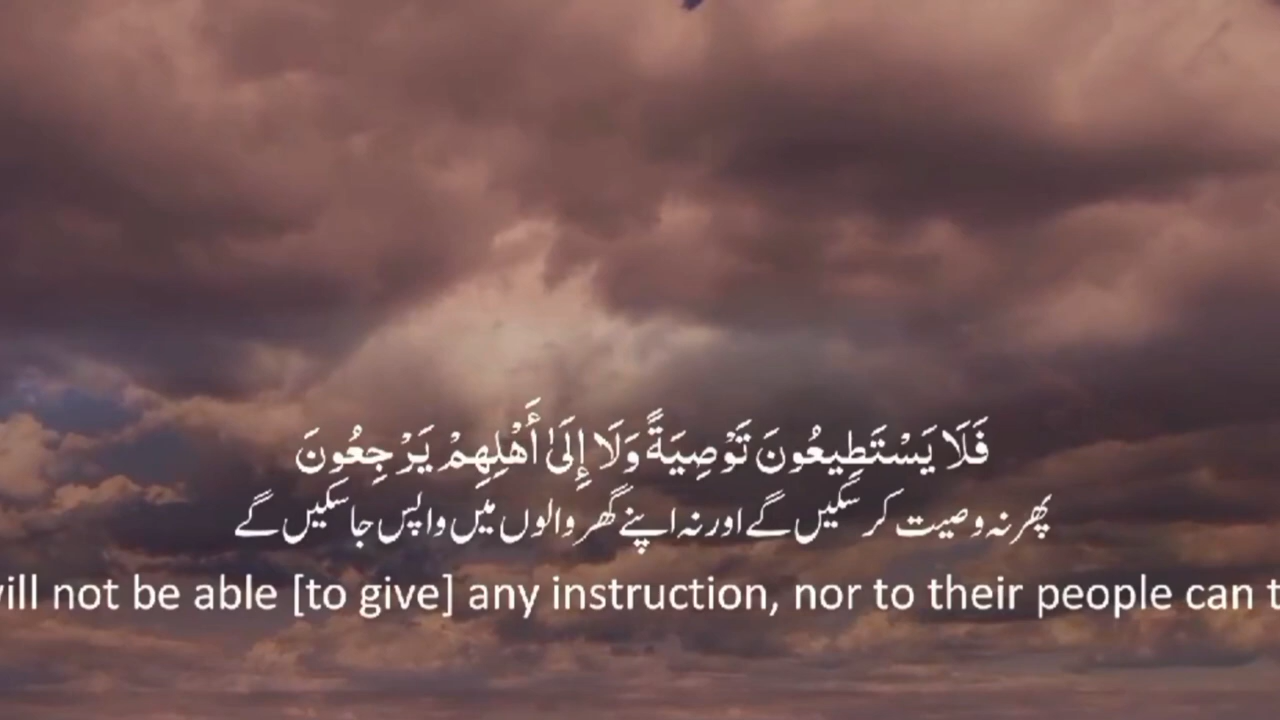 فَلَا يَسْتَطِيعُونَ تَوْصِيَةً وَلَا إِلَىٰ أَهْلِهِمْ يَرْجِعُونَ
پھر نہ وصیت کر سکیں گے اور نہ اپنے گھر والوں میں واپس جا سکیں گے
will not be able [to give] any instruction, nor to their people can t